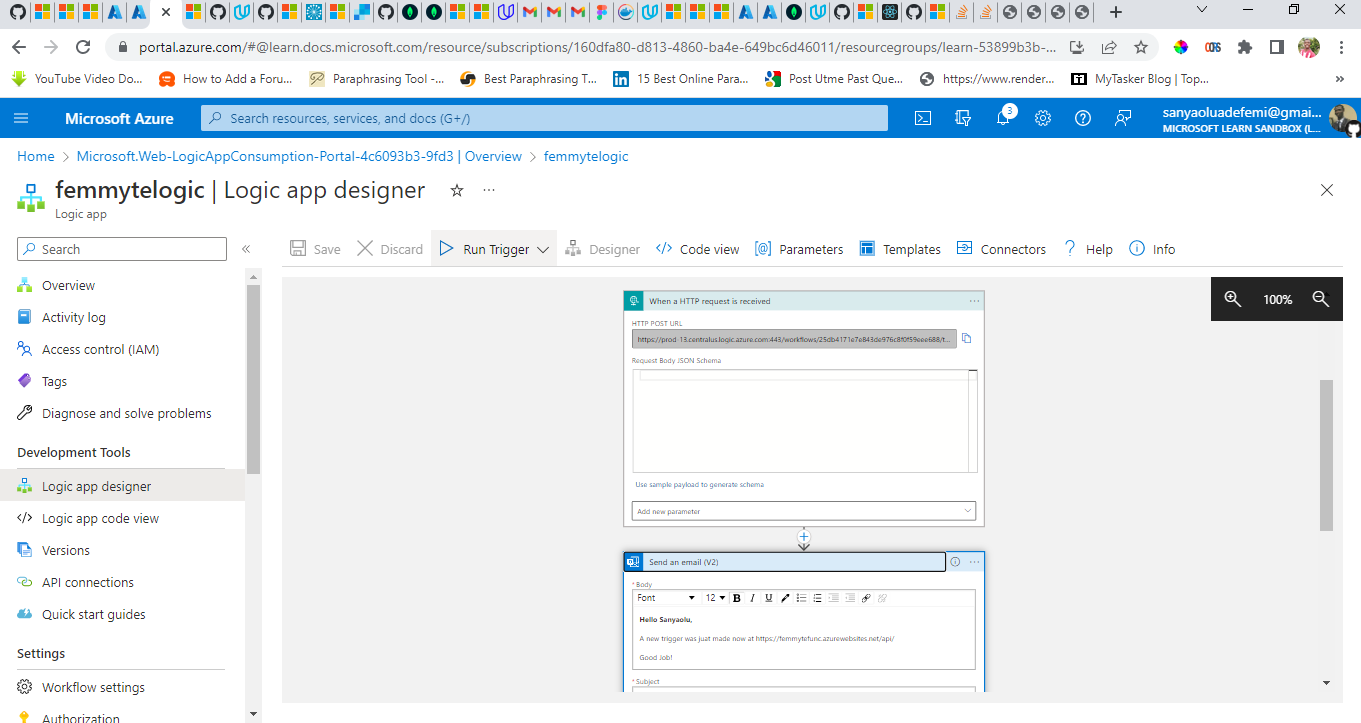 portal.azure.com/#@learn.docs.microsoft.com/resource/subscriptions/160dfa80-d813-4860-ba4e-649bc6d46011/resourcegroups/learn-53899b3b-...
YouTube Video Do... How to Add a Foru... Paraphrasing Tool -... Best Paraphrasing T... 15 Best Online Para... Post Utme Past Que... https://www.render... MyTasker Blog | Top... »
Microsoft Azure Search resources, services, and docs (G+/) 3 sanyaoluadefemi@gmai...
MICROSOFT LEARN SANDBOX (L...
Home > Microsoft.Web-LogicAppConsumption-Portal-4c6093b3-9fd3 | Overview > femmytelogic
femmytelogic | Logic app designer ...
Logic app
Search «
Save Discard Run Trigger Designer Code view Parameters Templates Connectors Help Info
Overview
Activity log
Access control (IAM)
Tags
Diagnose and solve problems
Development Tools
Logic app designer
Logic app code view
Versions
API connections
Quick start guides
Settings
Workflow settings
Authorization
100%
When a HTTP request is received ...
HTTP POST URL
https://prod-13.centralus.logic.azure.com:443/workflows/25db4171e7e843de976c8f0f59eee688/t...
Request Body JSON Schema
Use sample payload to generate schema
Add new parameter
Send an email (V2) ...
* Body
Font 12 B I U
Hello Sanyaolu,
A new trigger was juat made now at https://femmytefunc.azurewebsites.net/api/
Good Job!
* Subject